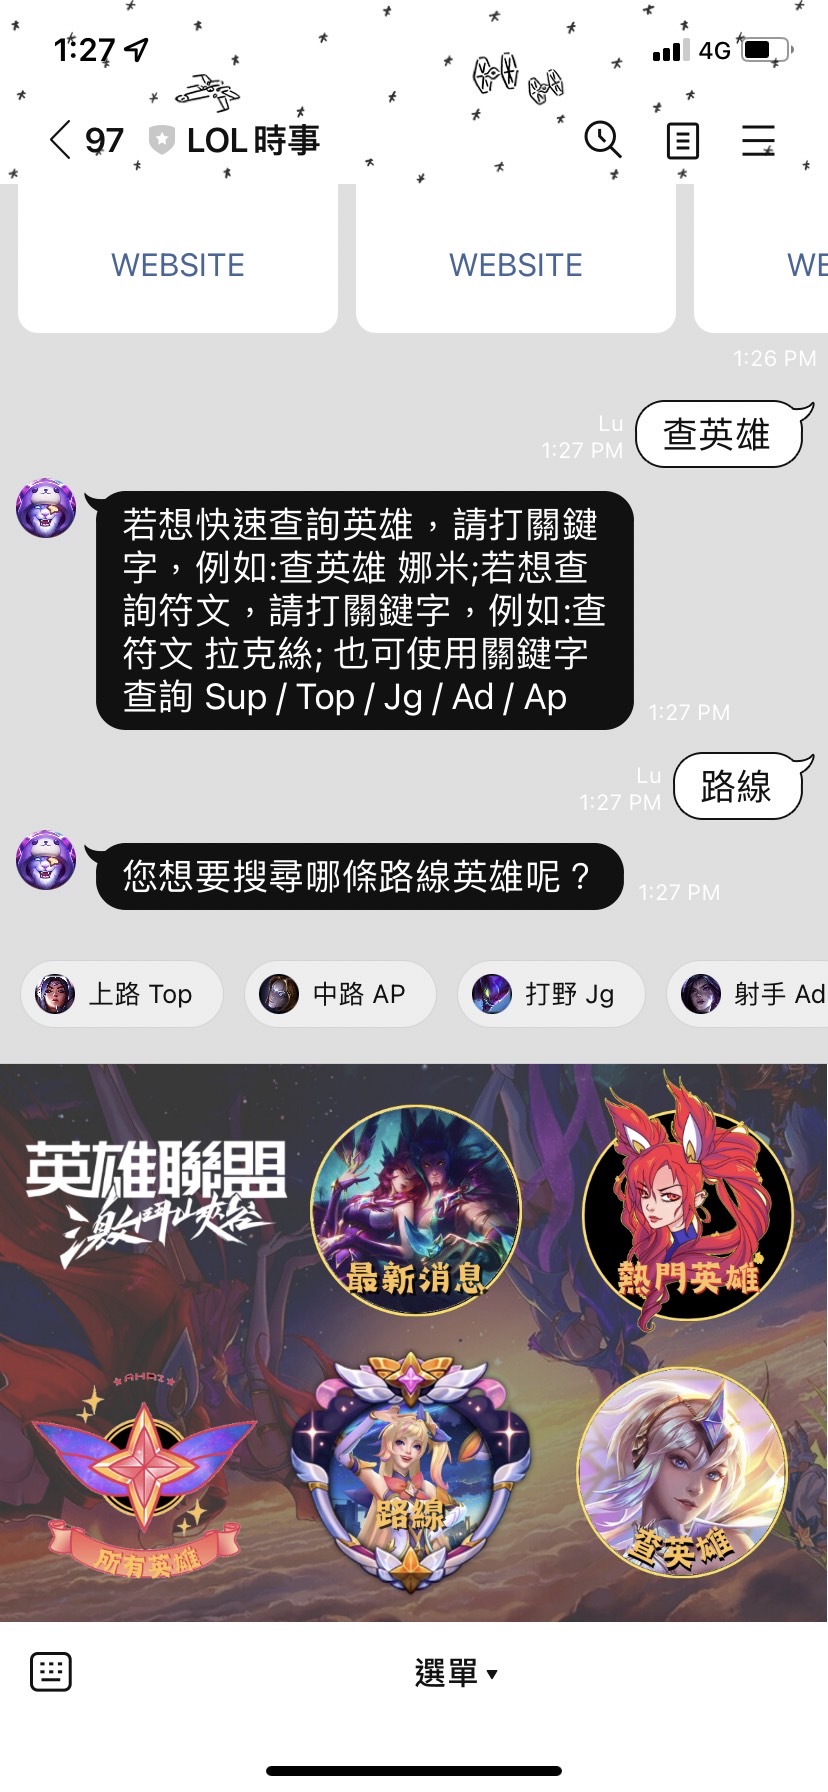 1:27
4G
97
LOL 時事
WEBSITE
WEBSITE
WE
1:26 PM
Lu
1:27 PM
查英雄
若想快速查詢英雄，請打關鍵
字，例如:查英雄 娜米;若想查
詢符文，請打關鍵字，例如:查
符文 拉克絲; 也可使用關鍵字
查詢 Sup / Top / Jg / Ad / Ap
1:27 PM
Lu
1:27 PM
路線
您想要搜尋哪條路線英雄呢？
1:27 PM
上路 Top
中路 AP
打野 Jg
射手 Ad
英雄聯盟
激鬥峽谷
最新消息
熱門英雄
AHRI
所有英雄
路線
查英雄
選單